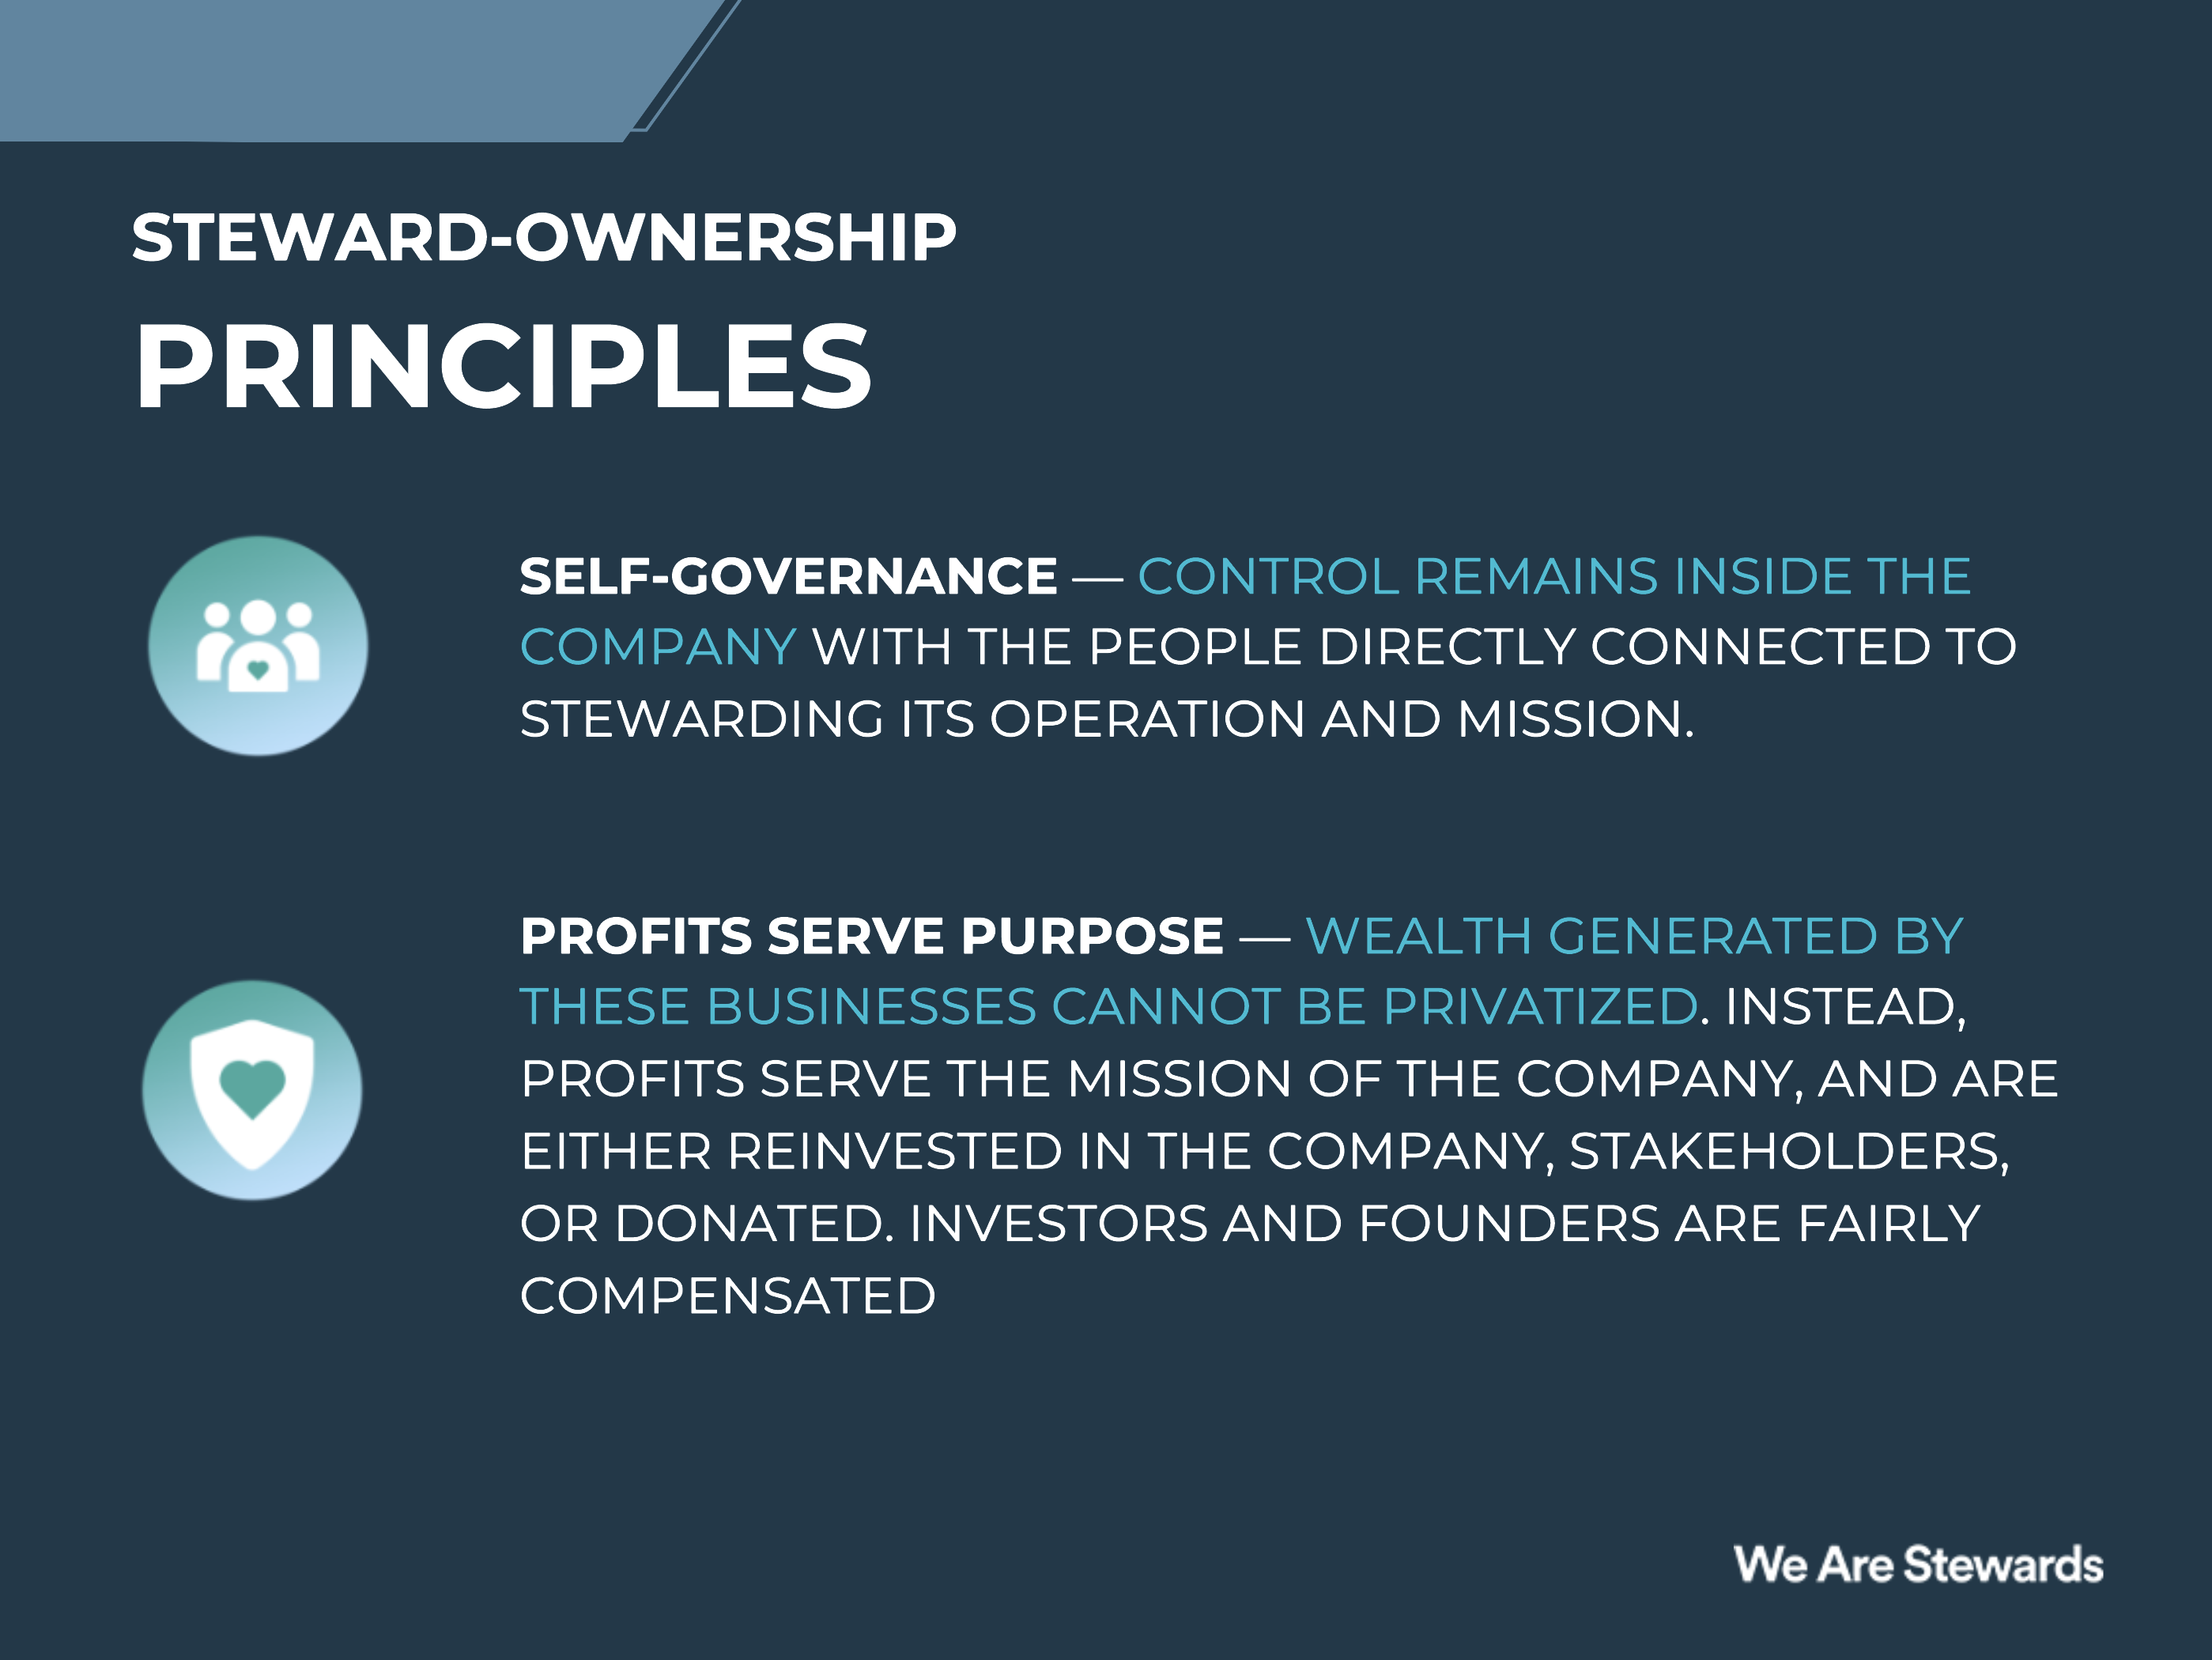 STEWARD-OWNERSHIP
PRINCIPLES
SELF-GOVERNANCE — CONTROL REMAINS INSIDE THE
COMPANY WITH THE PEOPLE DIRECTLY CONNECTED TO
STEWARDING ITS OPERATION AND MISSION.
PROFITS SERVE PURPOSE — WEALTH GENERATED BY
THESE BUSINESSES CANNOT BE PRIVATIZED. INSTEAD,
PROFITS SERVE THE MISSION OF THE COMPANY, AND ARE
EITHER REINVESTED IN THE COMPANY, STAKEHOLDERS,
OR DONATED. INVESTORS AND FOUNDERS ARE FAIRLY
COMPENSATED
We Are Stewards